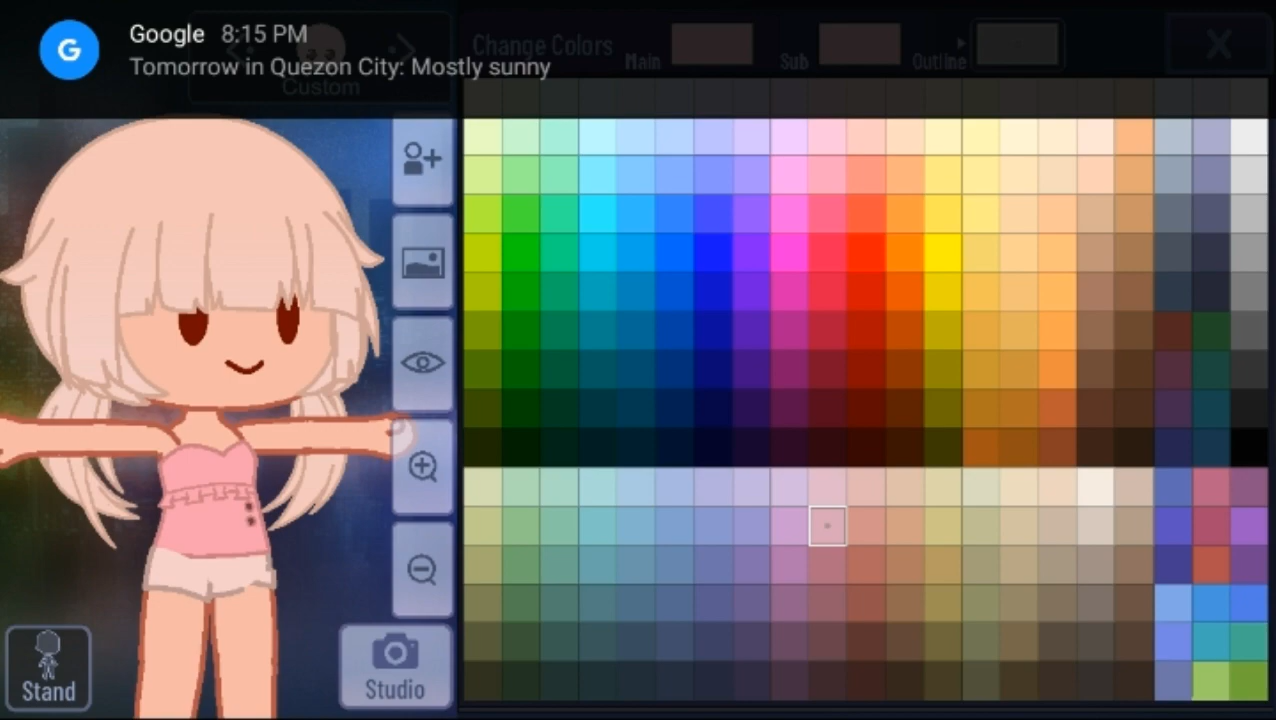 G
Google 8:15 PM
Tomorrow in Quezon City: Mostly sunny
Custom
Change Colors
Main
Sub
Outline
X
Stand
Studio